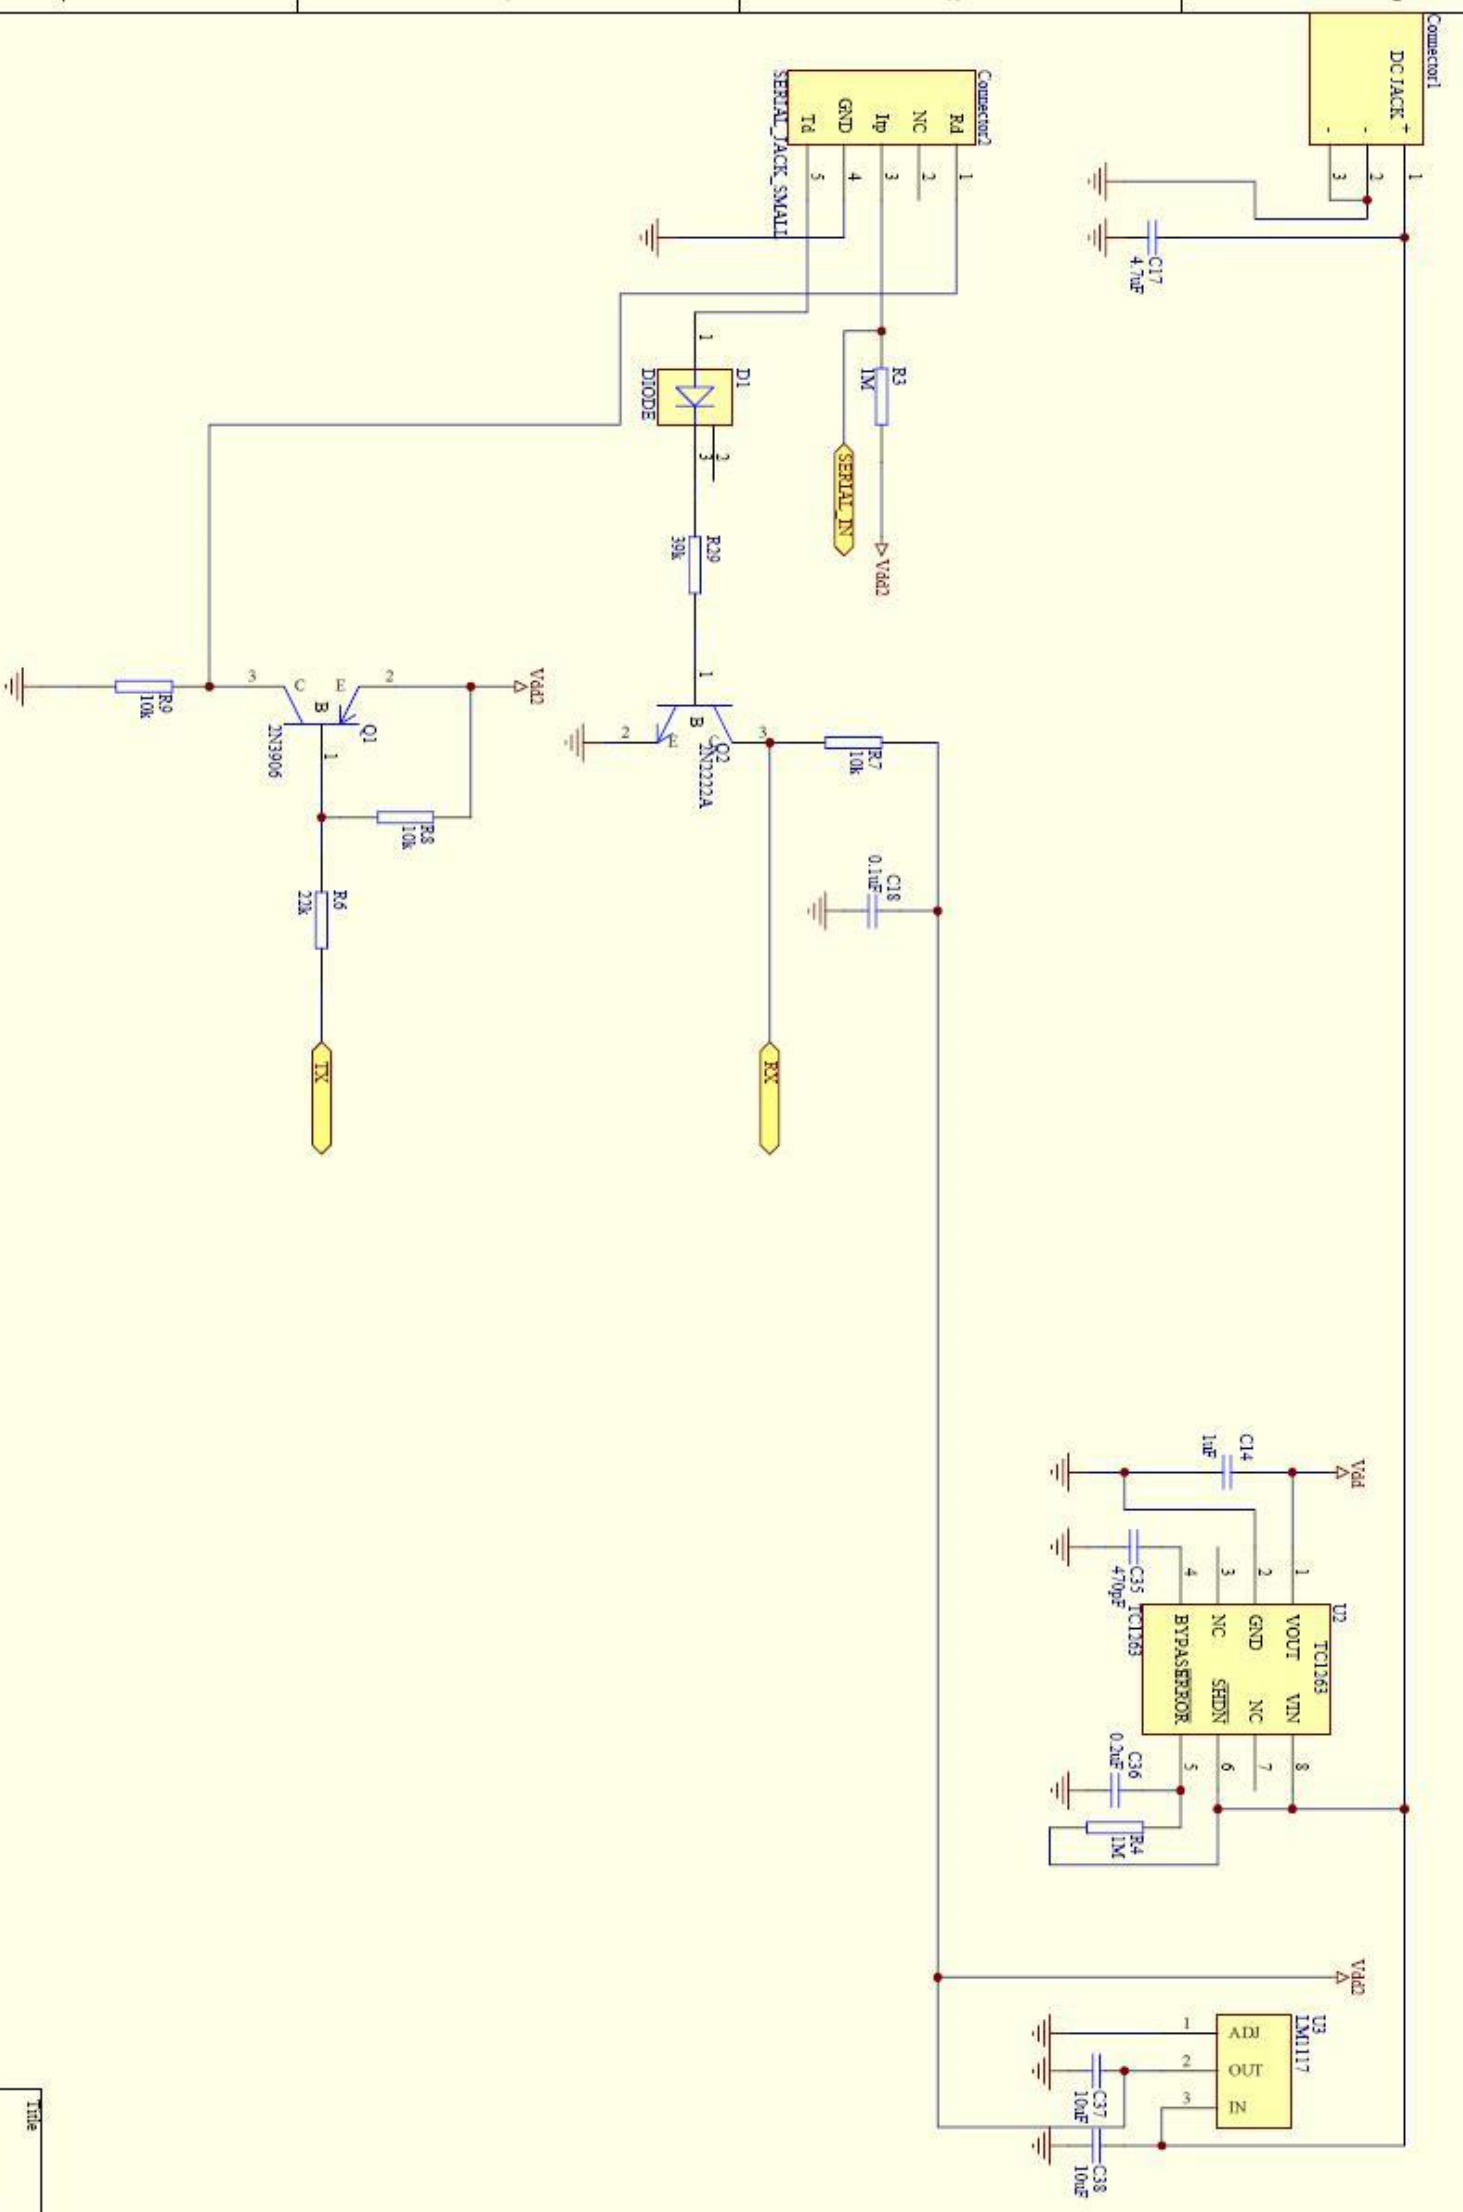 Connector1
DC JACK
+
-
-
1
2
3
C17
4.7uF
Connector2
Rd
NC
Itp
GND
Td
SERIAL_JACK_SMALL
1
2
3
4
5
R3
1M
Vdd2
SERIAL_IN
D1
DIODE
1
2
3
R29
39k
1
B
E
2
3
Q2
2N2222A
R7
10k
C18
0.1uF
RX
Vdd2
2
E
B
C
3
Q1
1
2N3906
R9
10k
R8
10k
R6
22k
TX
Vdd
C14
1uF
C35
470pF
U2
TC1263
VOUT
VIN
GND
NC
NC
SHDN
BYPASERROR
TC1263
1
2
3
4
8
7
6
5
C36
0.2uF
R4
1M
Vdd2
U3
LM1117
ADJ
OUT
IN
1
2
3
C37
10uF
C38
10uF
Title